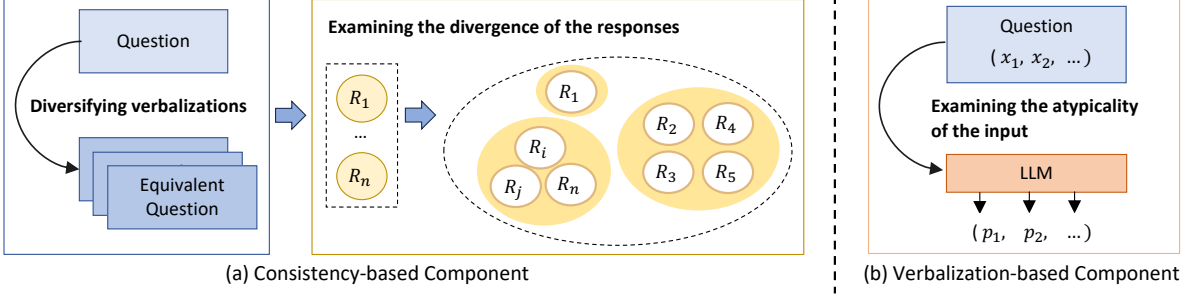 Question
Diversifying verbalizations
Equivalent
Question
Examining the divergence of the responses
R₁
...
Rₙ
R₁
Rᵢ
Rⱼ
Rₙ
R₂
R₄
R₃
R₅
(a) Consistency-based Component
Question
( x₁, x₂, ...)
Examining the atypicality
of the input
LLM
( p₁, p₂, ...)
(b) Verbalization-based Component